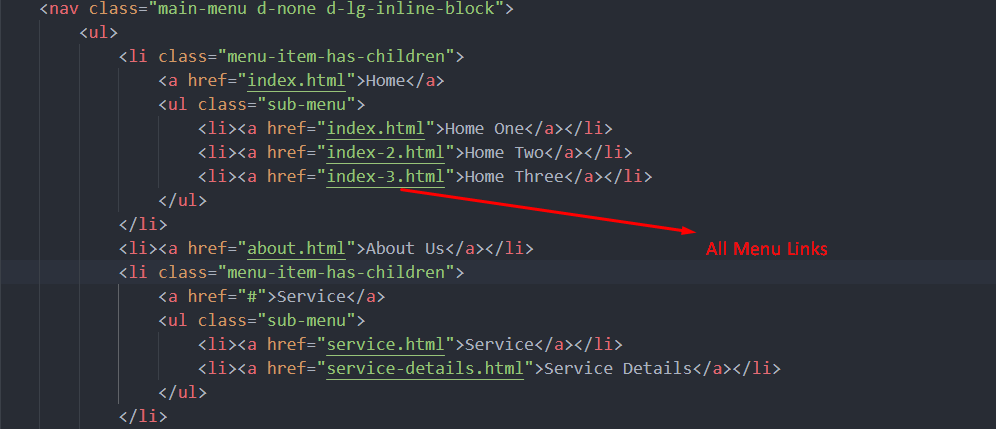 <nav class="main-menu d-none d-lg-inline-block">
<ul>
<li class="menu-item-has-children">
<a href="index.html">Home</a>
<ul class="sub-menu">
<li><a href="index.html">Home One</a></li>
<li><a href="index-2.html">Home Two</a></li>
<li><a href="index-3.html">Home Three</a></li>
</ul>
</li>
All Menu Links
<li><a href="about.html">About Us</a></li>
<li class="menu-item-has-children">
<a href="#">Service</a>
<ul class="sub-menu">
<li><a href="service.html">Service</a></li>
<li><a href="service-details.html">Service Details</a></li>
</ul>
</li>